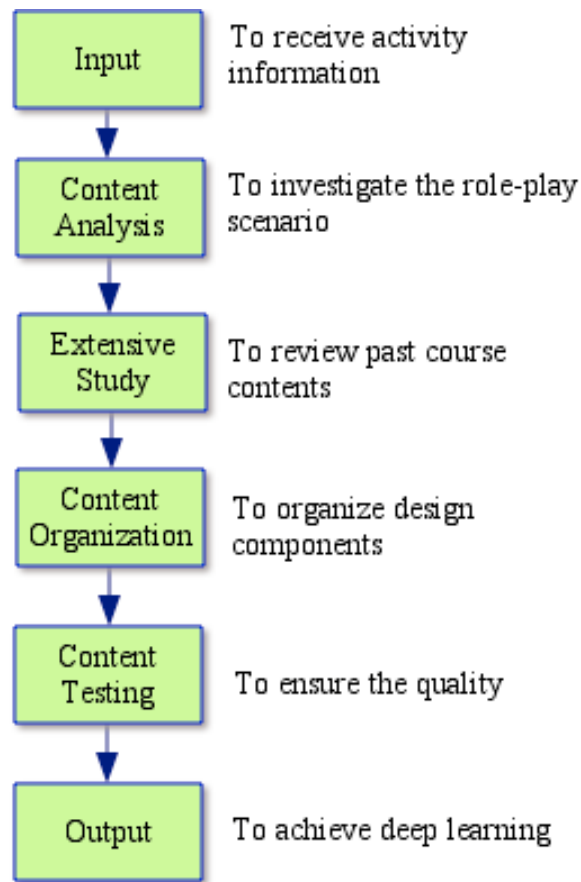 Input
To receive activity
information
Content
Analysis
To investigate the role-play
scenario
Extensive
Study
To review past course
contents
Content
Organization
To organize design
components
Content
Testing
To ensure the quality
Output
To achieve deep learning